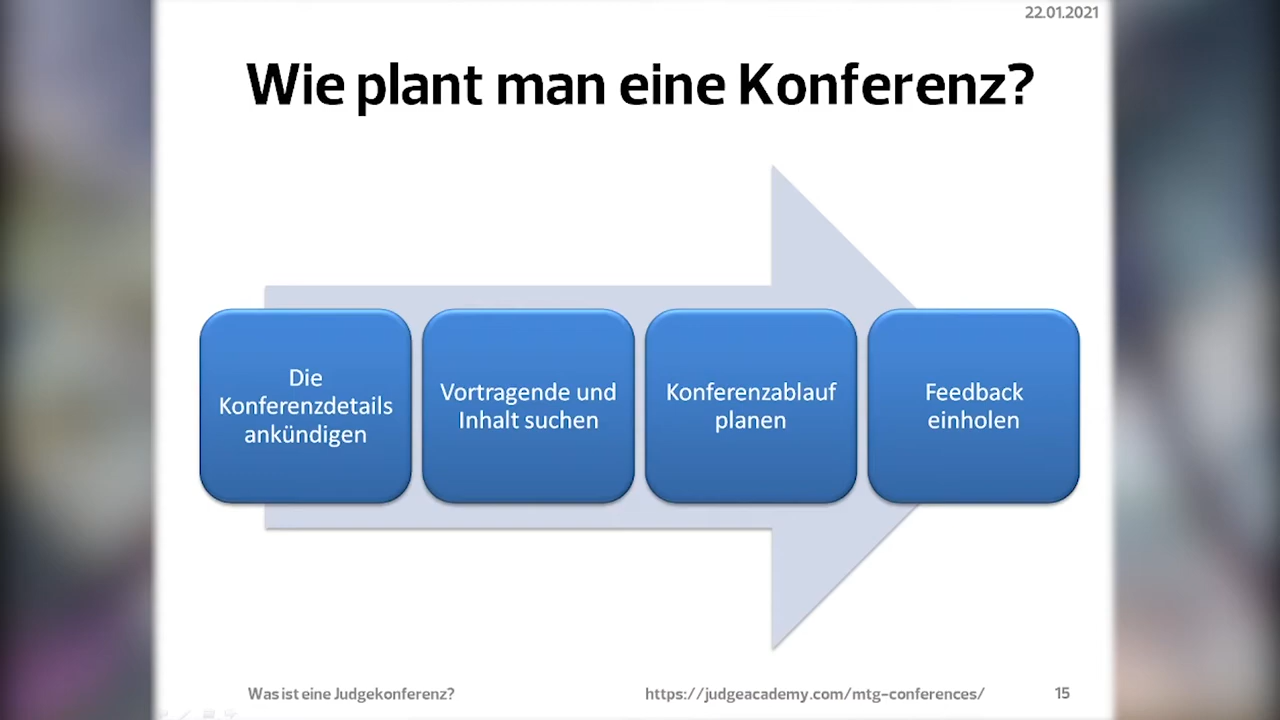 22.01.2021
Wie plant man eine Konferenz?
Die
Konferenzdetails
ankündigen
Vortragende und
Inhalt suchen
Konferenzablauf
planen
Feedback
einholen
Was ist eine Judgekonferenz?
https://judgeacademy.com/mtg-conferences/
15